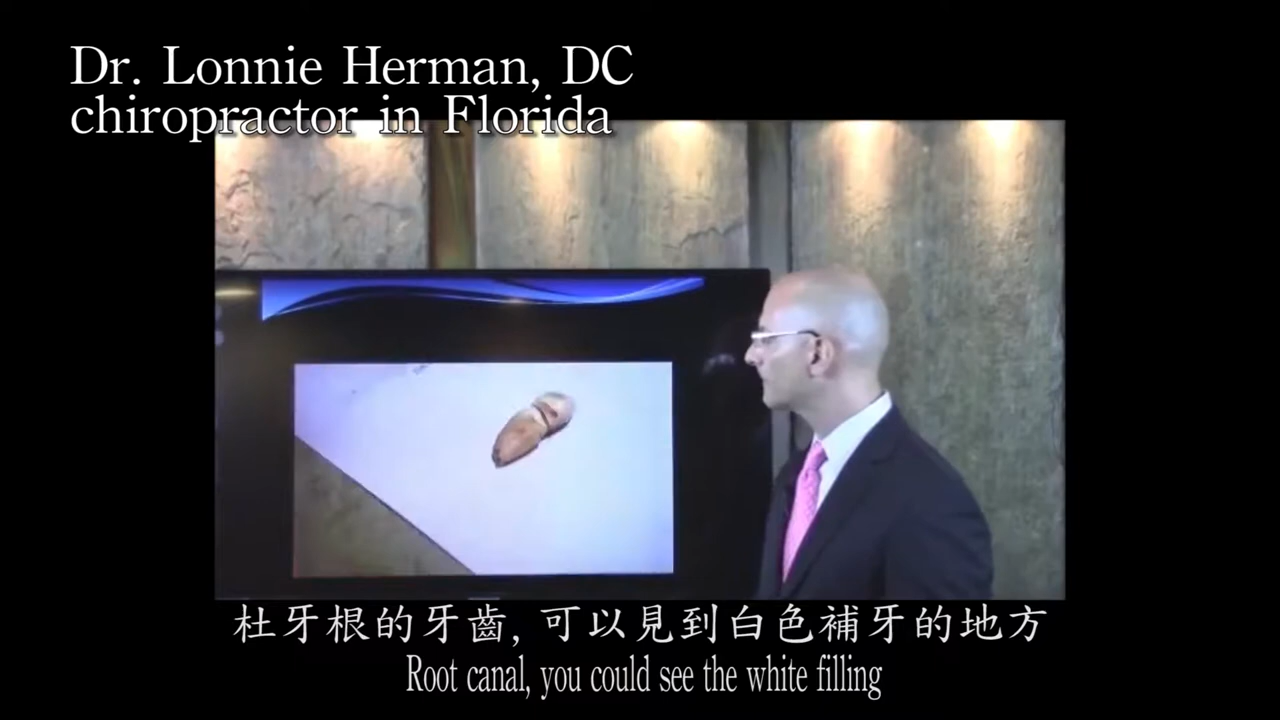 Dr. Lonnie Herman, DC
chiropractor in Florida
杜牙根的牙齒, 可以見到白色補牙的地方
Root canal, you could see the white filling